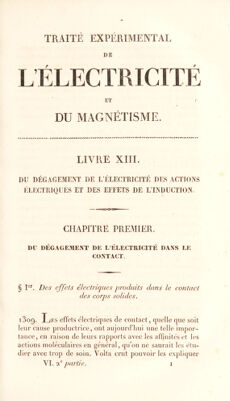 TRAITÉ EXPÉRIMENTAL
DE
L'ÉLECTRICITÉ
ET
DU MAGNÉTISME.
LIVRE XIII.
DU DÉGAGEMENT DE L'ÉLECTRICITÉ DES ACTIONS
ÉLECTRIQUES ET DES EFFETS DE L'INDUCTION.
CHAPITRE PREMIER.
DU DÉGAGEMENT DE L'ÉLECTRICITÉ DANS LE
CONTACT.
§ Ier. Des effets électriques produits dans le contact
des corps solides.
1309. Les effets électriques de contact, quelle que soit
leur cause productrice, ont aujourd'hui une telle impor-
tance, en raison de leurs rapports avec les affinités et les
actions moléculaires en général, qu'on ne saurait les étu-
dier avec trop de soin. Volta crut pouvoir les expliquer
VI. 2e partie. 1